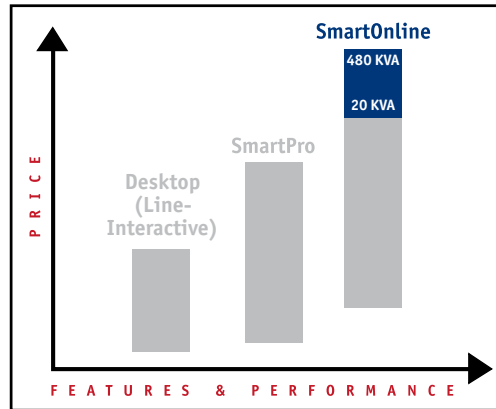 SmartOnline
480 KVA
20 KVA
SmartPro
Desktop
(Line-
Interactive)
PRICE
FEATURES & PERFORMANCE